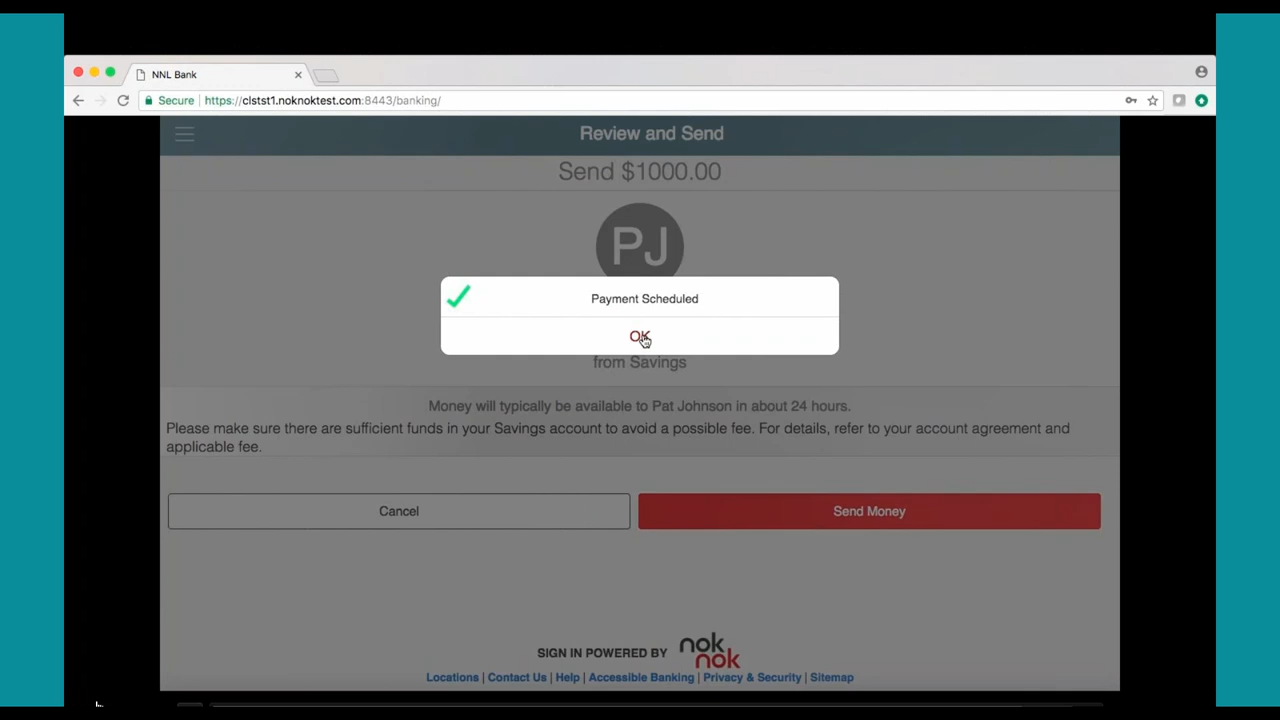 NNL Bank
Secure https://clstst1.noknoktest.com:8443/banking/
Review and Send
Send $1000.00
PJ
Payment Scheduled
OK
from Savings
Money will typically be available to Pat Johnson in about 24 hours.
Please make sure there are sufficient funds in your Savings account to avoid a possible fee. For details, refer to your account agreement and
applicable fee.
Cancel Send Money
SIGN IN POWERED BY nok
nok
Locations | Contact Us | Help | Accessible Banking | Privacy & Security | Sitemap